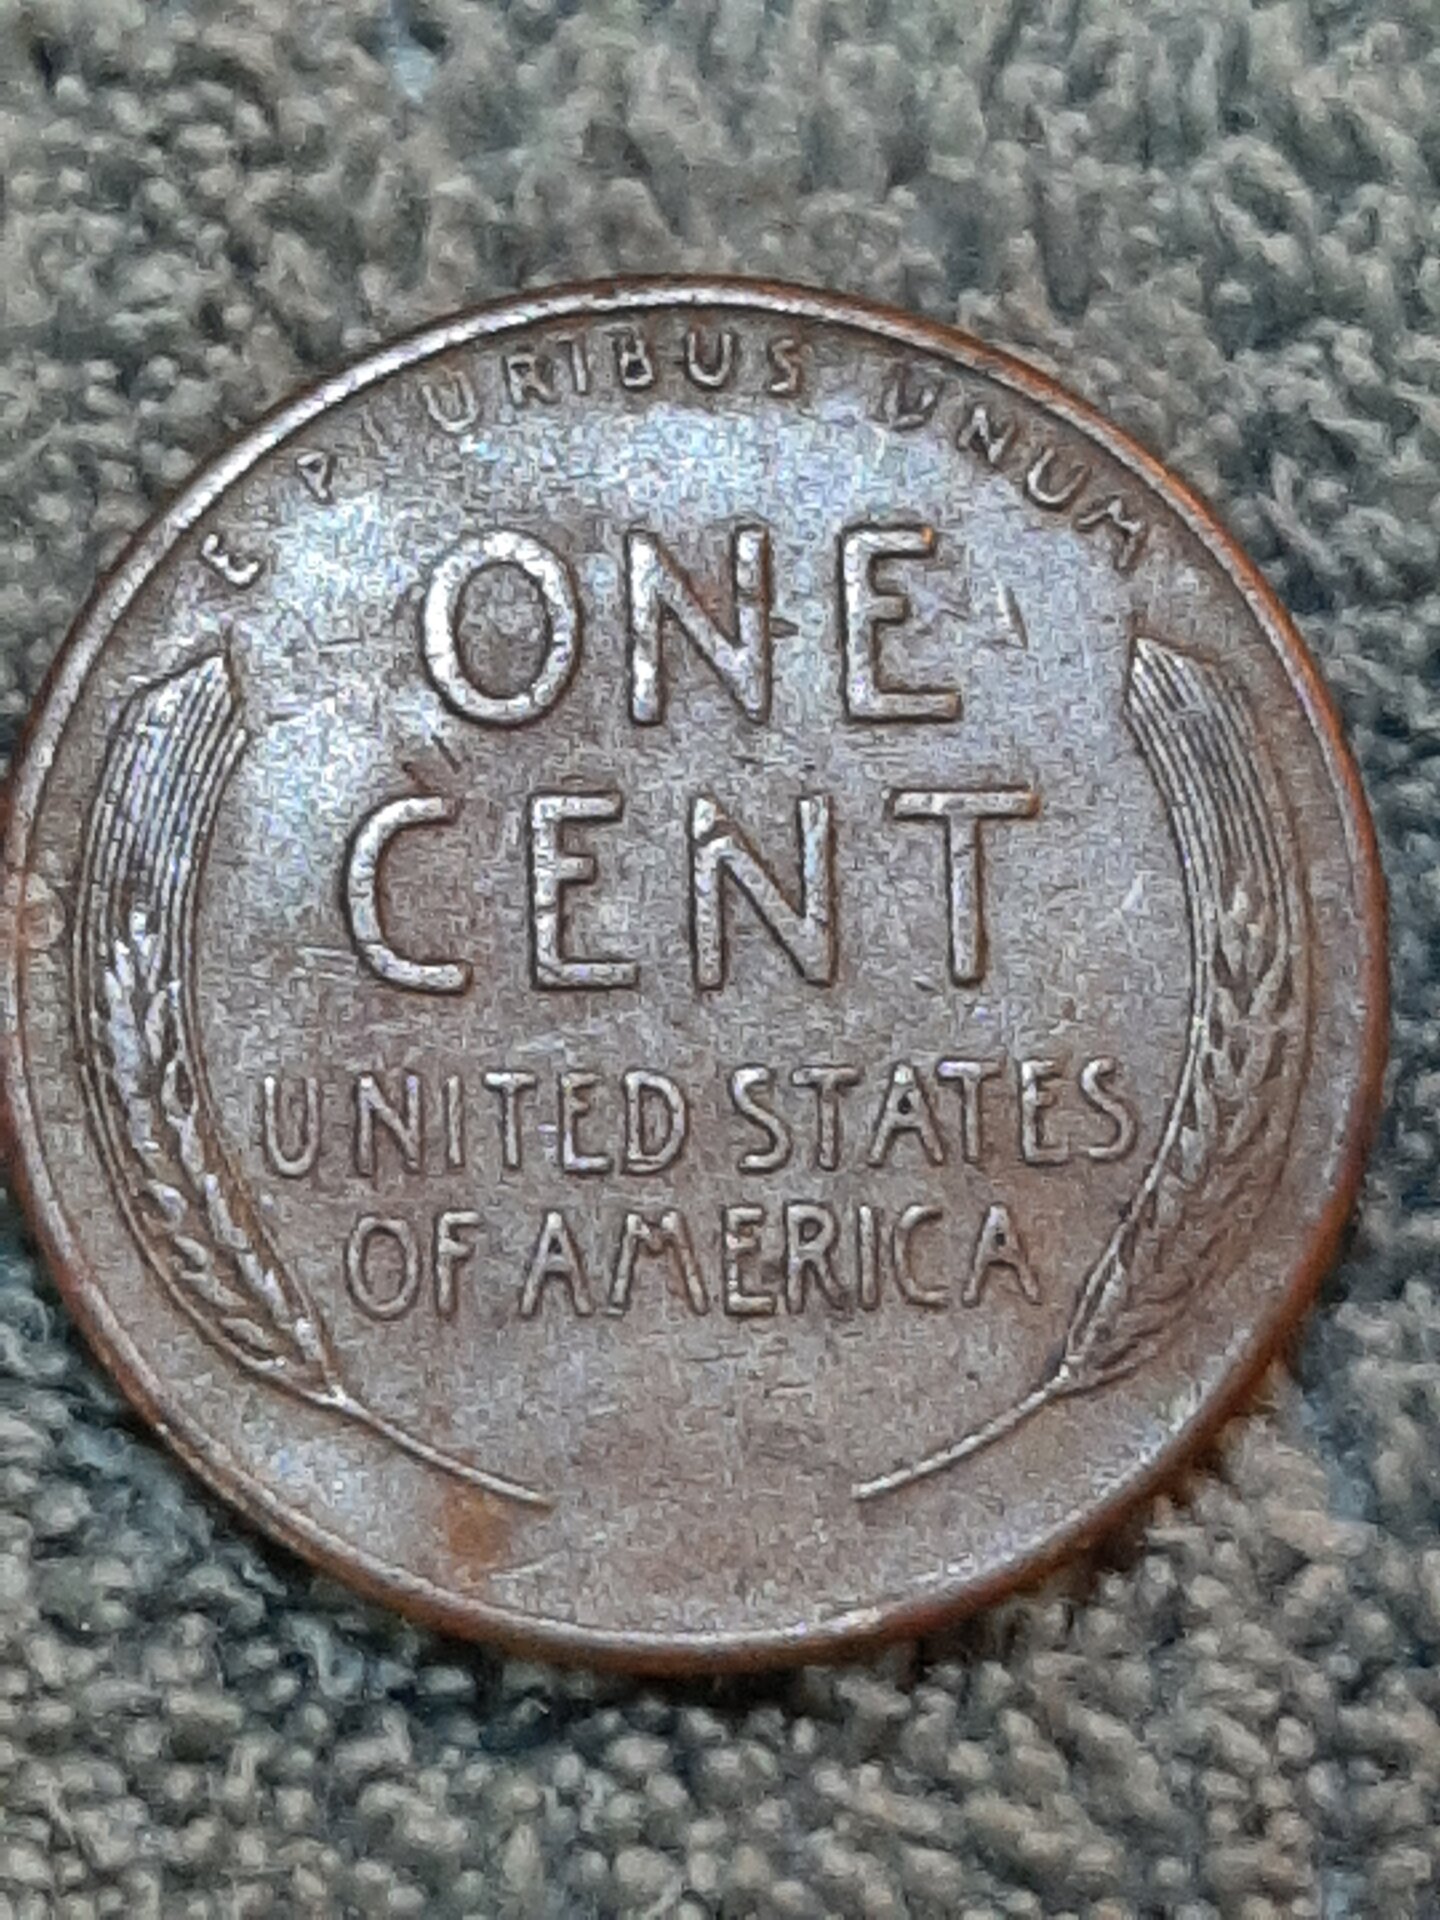 E PLURIBUS UNUM
ONE
CENT
UNITED STATES
OF AMERICA